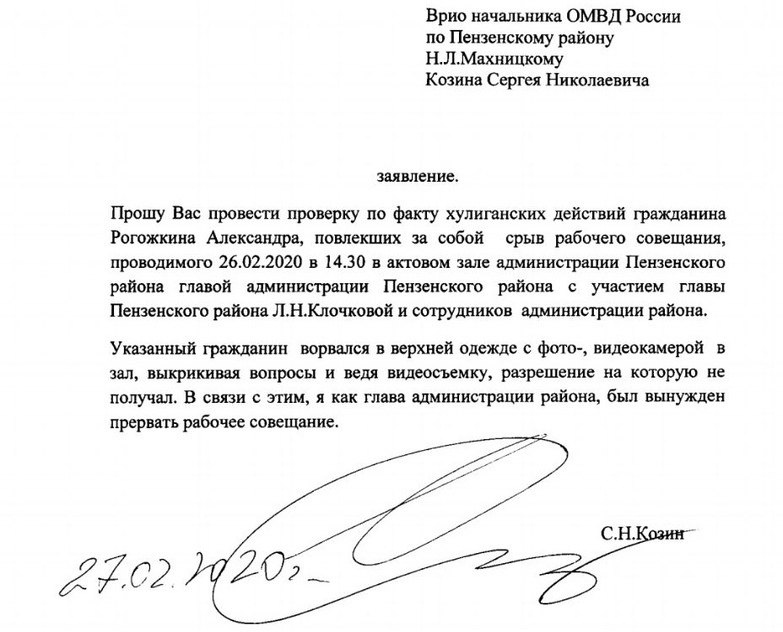 Врио начальника ОМВД России
по Пензенскому району
Н.Л.Махницкому
Козина Сергея Николаевича
заявление.
Прошу Вас провести проверку по факту хулиганских действий гражданина
Рогожкина Александра, повлекших за собой срыв рабочего совещания,
проводимого 26.02.2020 в 14.30 в актовом зале администрации Пензенского
района главой администрации Пензенского района с участием главы
Пензенского района Л.Н.Клочковой и сотрудников администрации района.
Указанный гражданин ворвался в верхней одежде с фото-, видеокамерой в
зал, выкрикивая вопросы и ведя видеосъемку, разрешение на которую не
получал. В связи с этим, я как глава администрации района, был вынужден
прервать рабочее совещание.
С.Н.Козин
27.02.2020г.